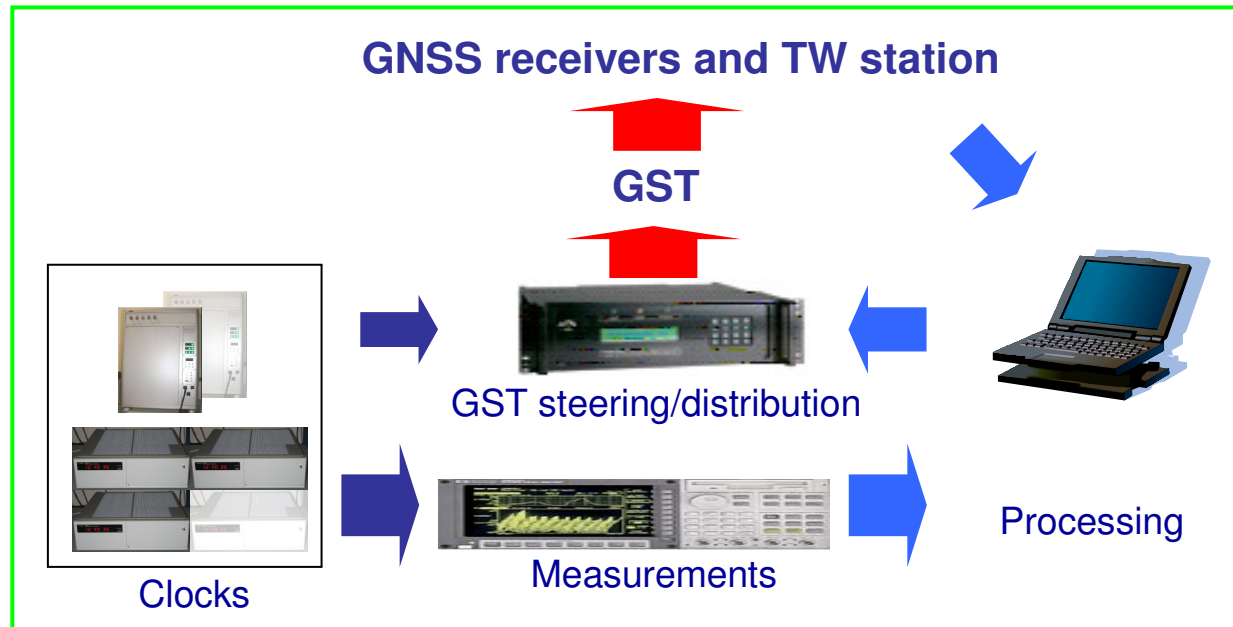 GNSS receivers and TW station
GST
GST steering/distribution
Measurements
Processing
Clocks